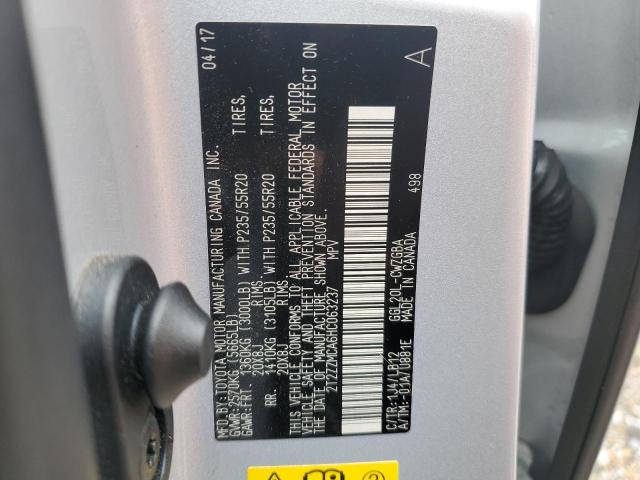 MFD. BY: TOYOTA MOTOR MANUFACTURING CANADA INC. 04/17
GVWR: 2570KG (5665LB)
GAWR: FRT. 1360KG (3000LB) WITH P235/55R20 TIRES,
20X8J RIMS
RR. 1410KG (3105LB) WITH P235/55R20 TIRES,
20X8J RIMS
THIS VEHICLE CONFORMS TO ALL APPLICABLE FEDERAL MOTOR
VEHICLE SAFETY AND THEFT PREVENTION STANDARDS IN EFFECT ON
THE DATE OF MANUFACTURE SHOWN ABOVE.
2T2ZZMCA6HC063237 MPV
A
C/TR: 1J4/LB12 GGL20L-CWZGBA 498
A/TM: -01A/U881E MADE IN CANADA